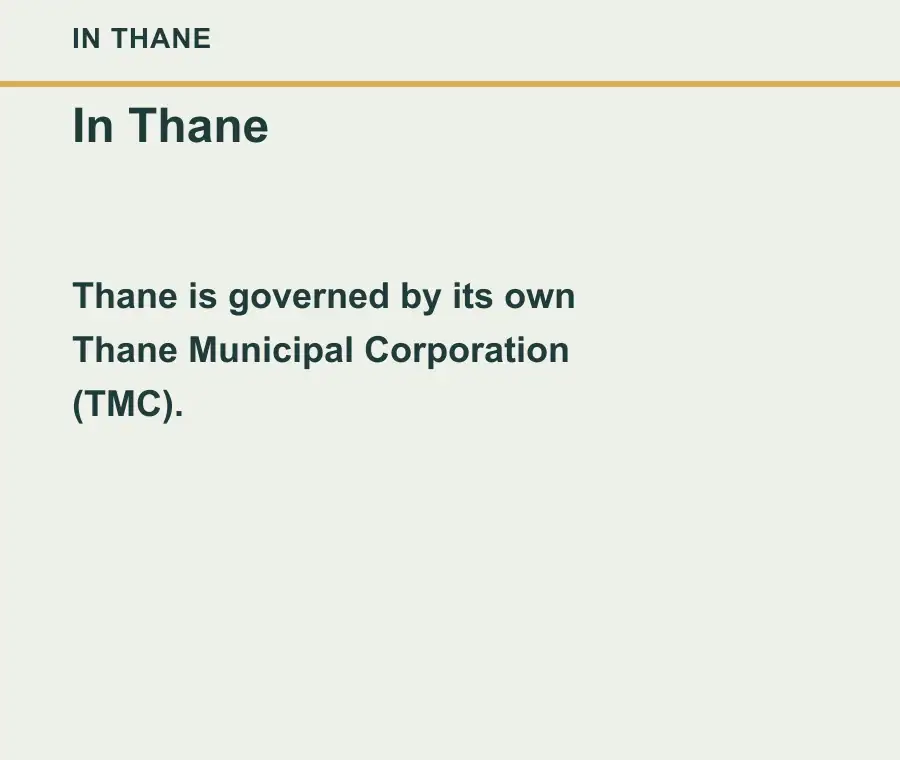 IN THANE
In Thane
Thane is governed by its own
Thane Municipal Corporation
(TMC).